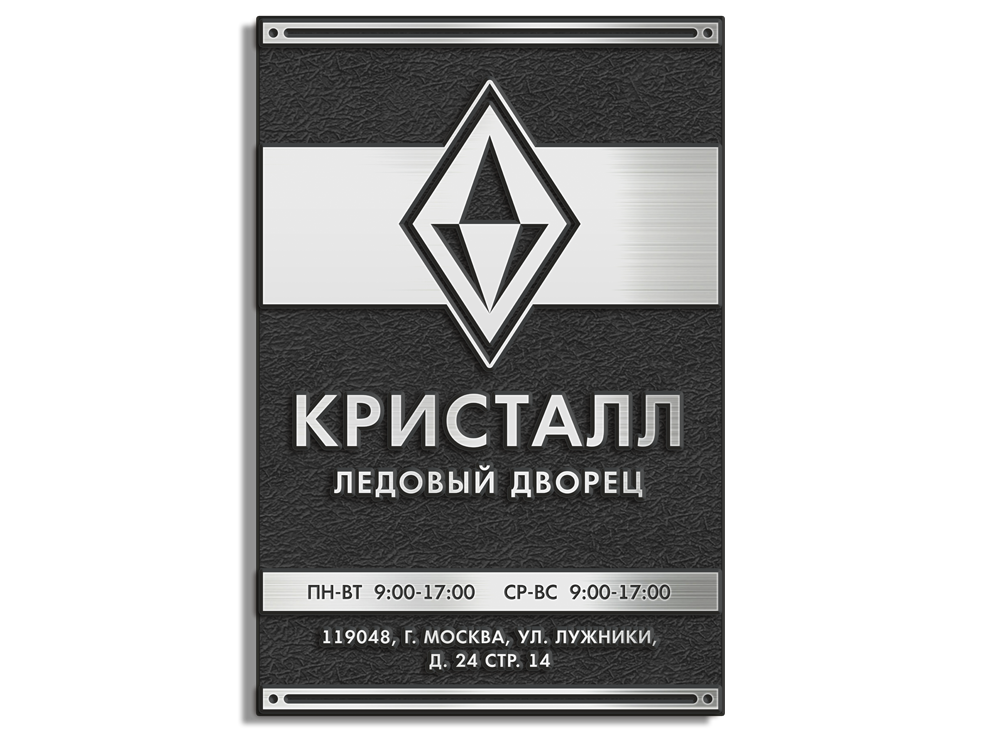 КРИСТАЛЛ
ЛЕДОВЫЙ ДВОРЕЦ
ПН-ВТ 9:00-17:00 СР-ВС 9:00-17:00
119048, Г. МОСКВА, УЛ. ЛУЖНИКИ,
Д. 24 СТР. 14